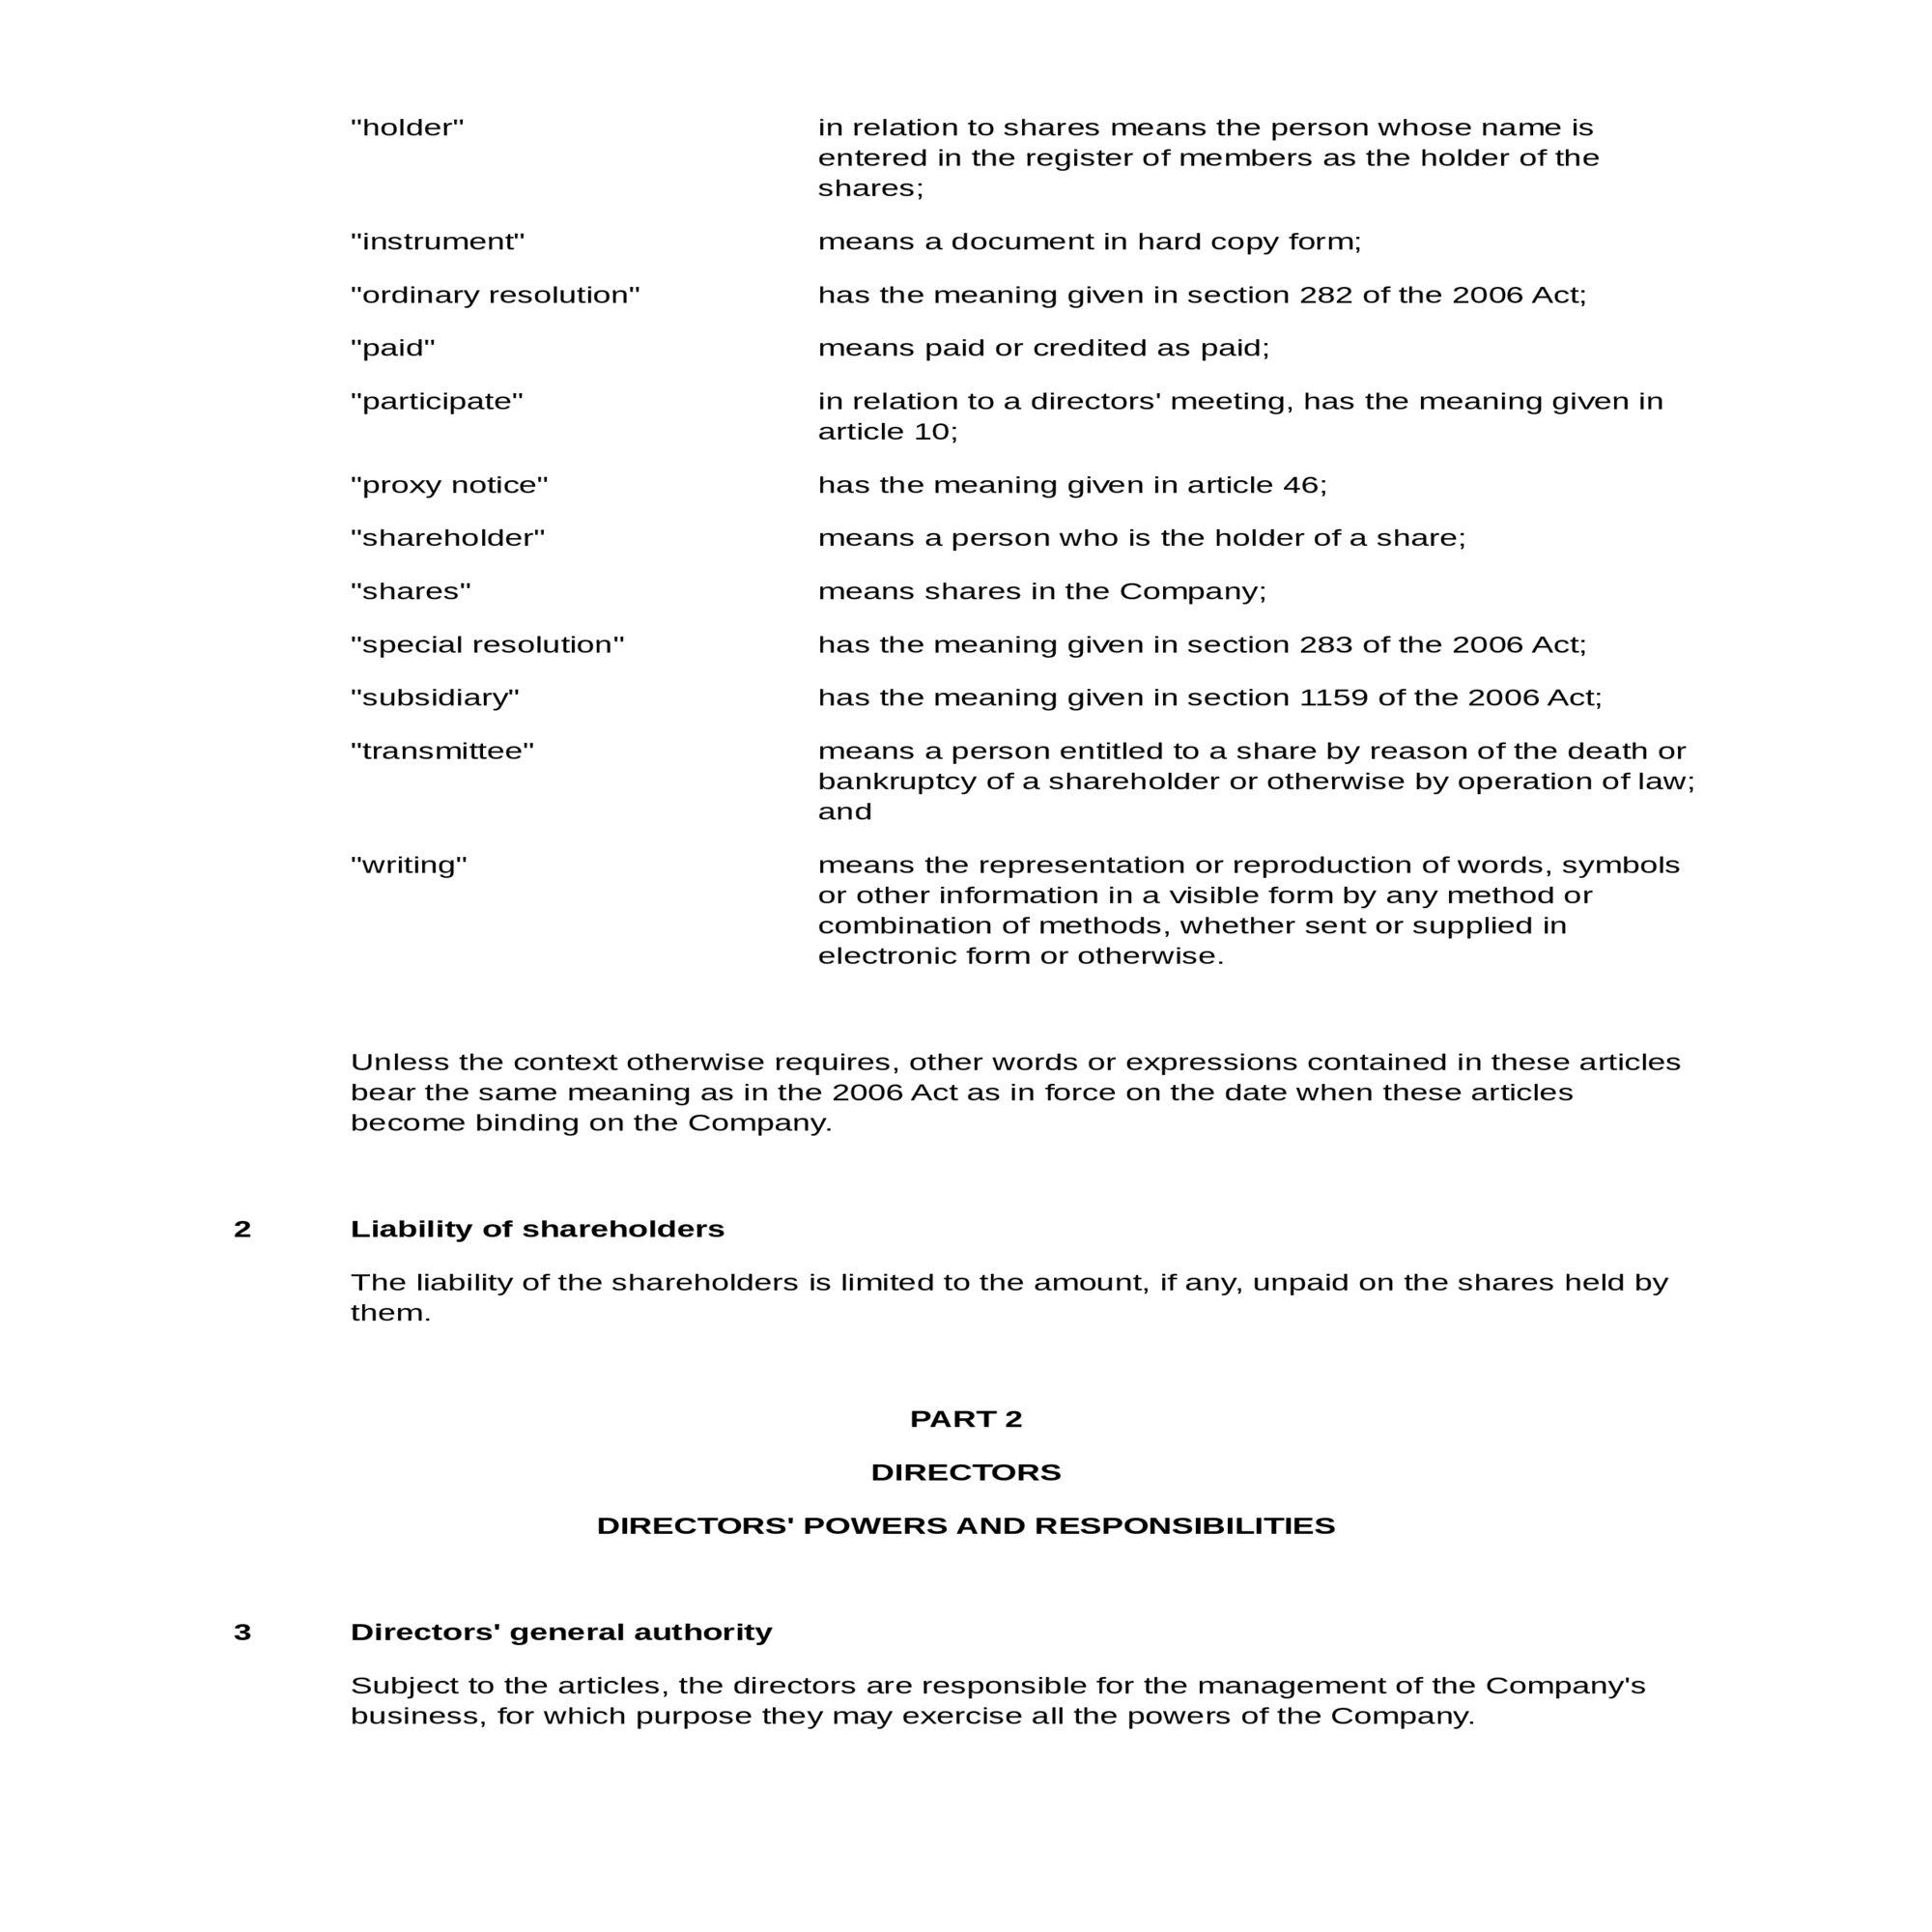 "holder" in relation to shares means the person whose name is
entered in the register of members as the holder of the
shares;
"instrument" means a document in hard copy form;
"ordinary resolution" has the meaning given in section 282 of the 2006 Act;
"paid" means paid or credited as paid;
"participate" in relation to a directors' meeting, has the meaning given in
article 10;
"proxy notice" has the meaning given in article 46;
"shareholder" means a person who is the holder of a share;
"shares" means shares in the Company;
"special resolution" has the meaning given in section 283 of the 2006 Act;
"subsidiary" has the meaning given in section 1159 of the 2006 Act;
"transmittee" means a person entitled to a share by reason of the death or
bankruptcy of a shareholder or otherwise by operation of law;
and
"writing" means the representation or reproduction of words, symbols
or other information in a visible form by any method or
combination of methods, whether sent or supplied in
electronic form or otherwise.
Unless the context otherwise requires, other words or expressions contained in these articles
bear the same meaning as in the 2006 Act as in force on the date when these articles
become binding on the Company.
2 Liability of shareholders
The liability of the shareholders is limited to the amount, if any, unpaid on the shares held by
them.
PART 2
DIRECTORS
DIRECTORS' POWERS AND RESPONSIBILITIES
3 Directors' general authority
Subject to the articles, the directors are responsible for the management of the Company's
business, for which purpose they may exercise all the powers of the Company.